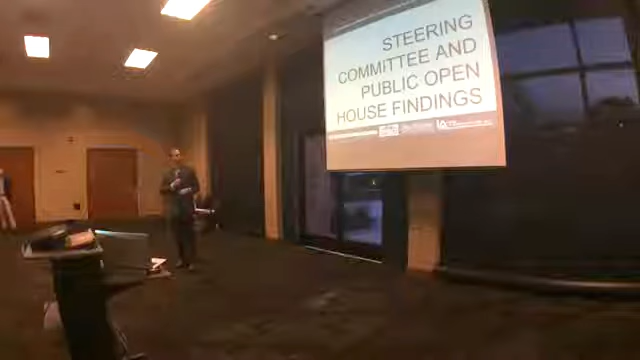 STEERING
COMMITTEE AND
PUBLIC OPEN
HOUSE FINDINGS